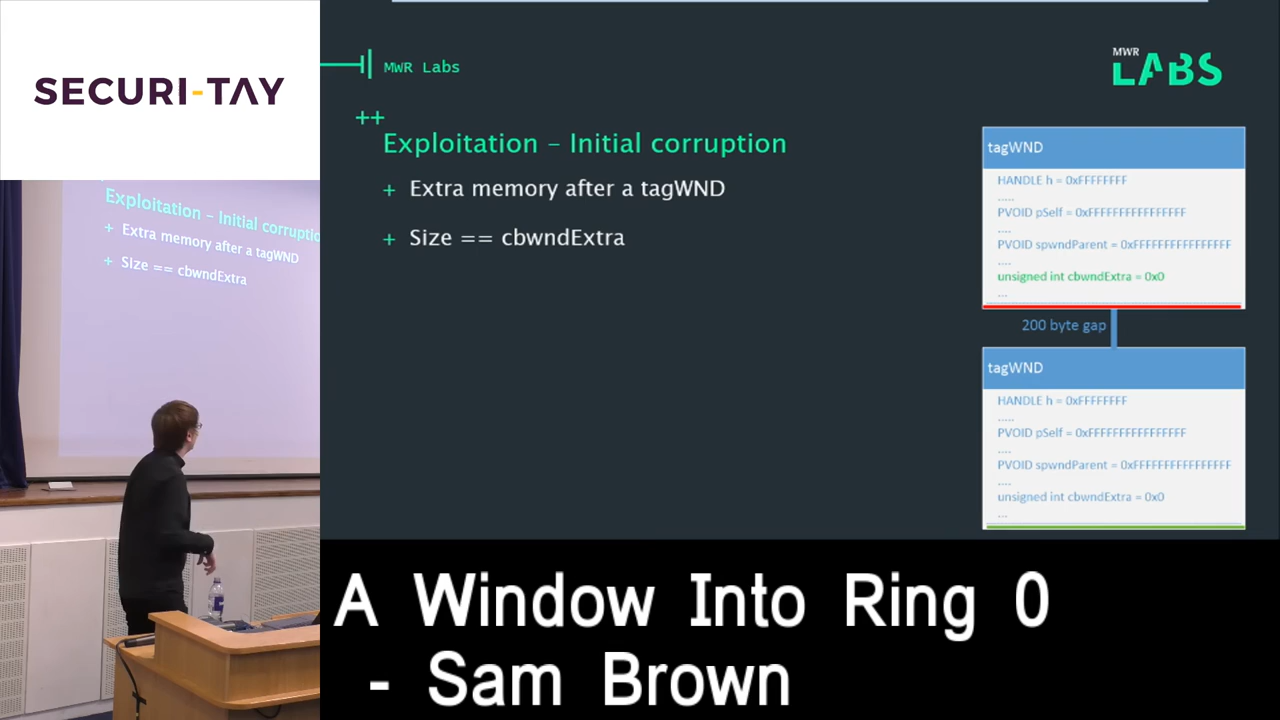 SECURI-TAY
Exploitation – Initial corruptio
+ Extra memory after a tagWND
+ Size == cbwndExtra
MWR Labs
MWR
LABS
++
Exploitation – Initial corruption
+ Extra memory after a tagWND
+ Size == cbwndExtra
tagWND
HANDLE h = 0xFFFFFFFF
.....
PVOID pSelf = 0xFFFFFFFFFFFFFFFF
....
PVOID spwndParent = 0xFFFFFFFFFFFFFFFF
....
unsigned int cbwndExtra = 0x0
...
200 byte gap
tagWND
HANDLE h = 0xFFFFFFFF
.....
PVOID pSelf = 0xFFFFFFFFFFFFFFFF
....
PVOID spwndParent = 0xFFFFFFFFFFFFFFFF
....
unsigned int cbwndExtra = 0x0
...
A Window Into Ring 0
- Sam Brown